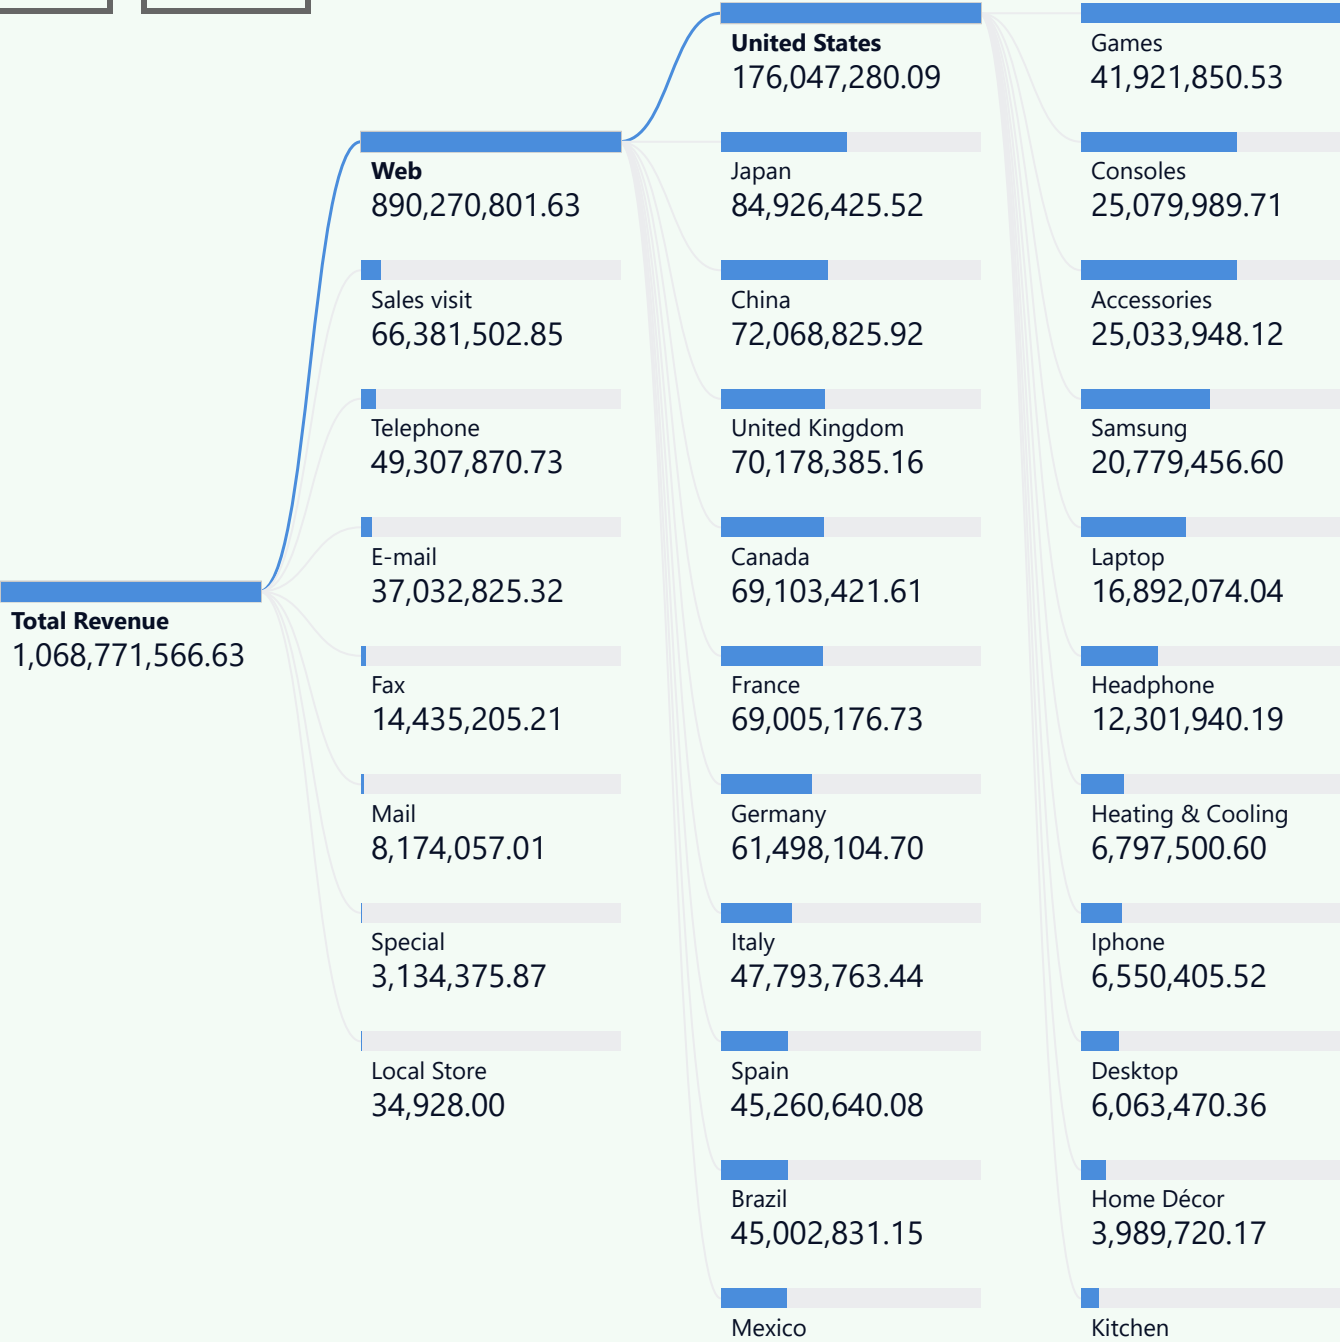 Total Revenue
1,068,771,566.63
Web
890,270,801.63
Sales visit
66,381,502.85
Telephone
49,307,870.73
E-mail
37,032,825.32
Fax
14,435,205.21
Mail
8,174,057.01
Special
3,134,375.87
Local Store
34,928.00
United States
176,047,280.09
Japan
84,926,425.52
China
72,068,825.92
United Kingdom
70,178,385.16
Canada
69,103,421.61
France
69,005,176.73
Germany
61,498,104.70
Italy
47,793,763.44
Spain
45,260,640.08
Brazil
45,002,831.15
Mexico
Games
41,921,850.53
Consoles
25,079,989.71
Accessories
25,033,948.12
Samsung
20,779,456.60
Laptop
16,892,074.04
Headphone
12,301,940.19
Heating & Cooling
6,797,500.60
Iphone
6,550,405.52
Desktop
6,063,470.36
Home Décor
3,989,720.17
Kitchen